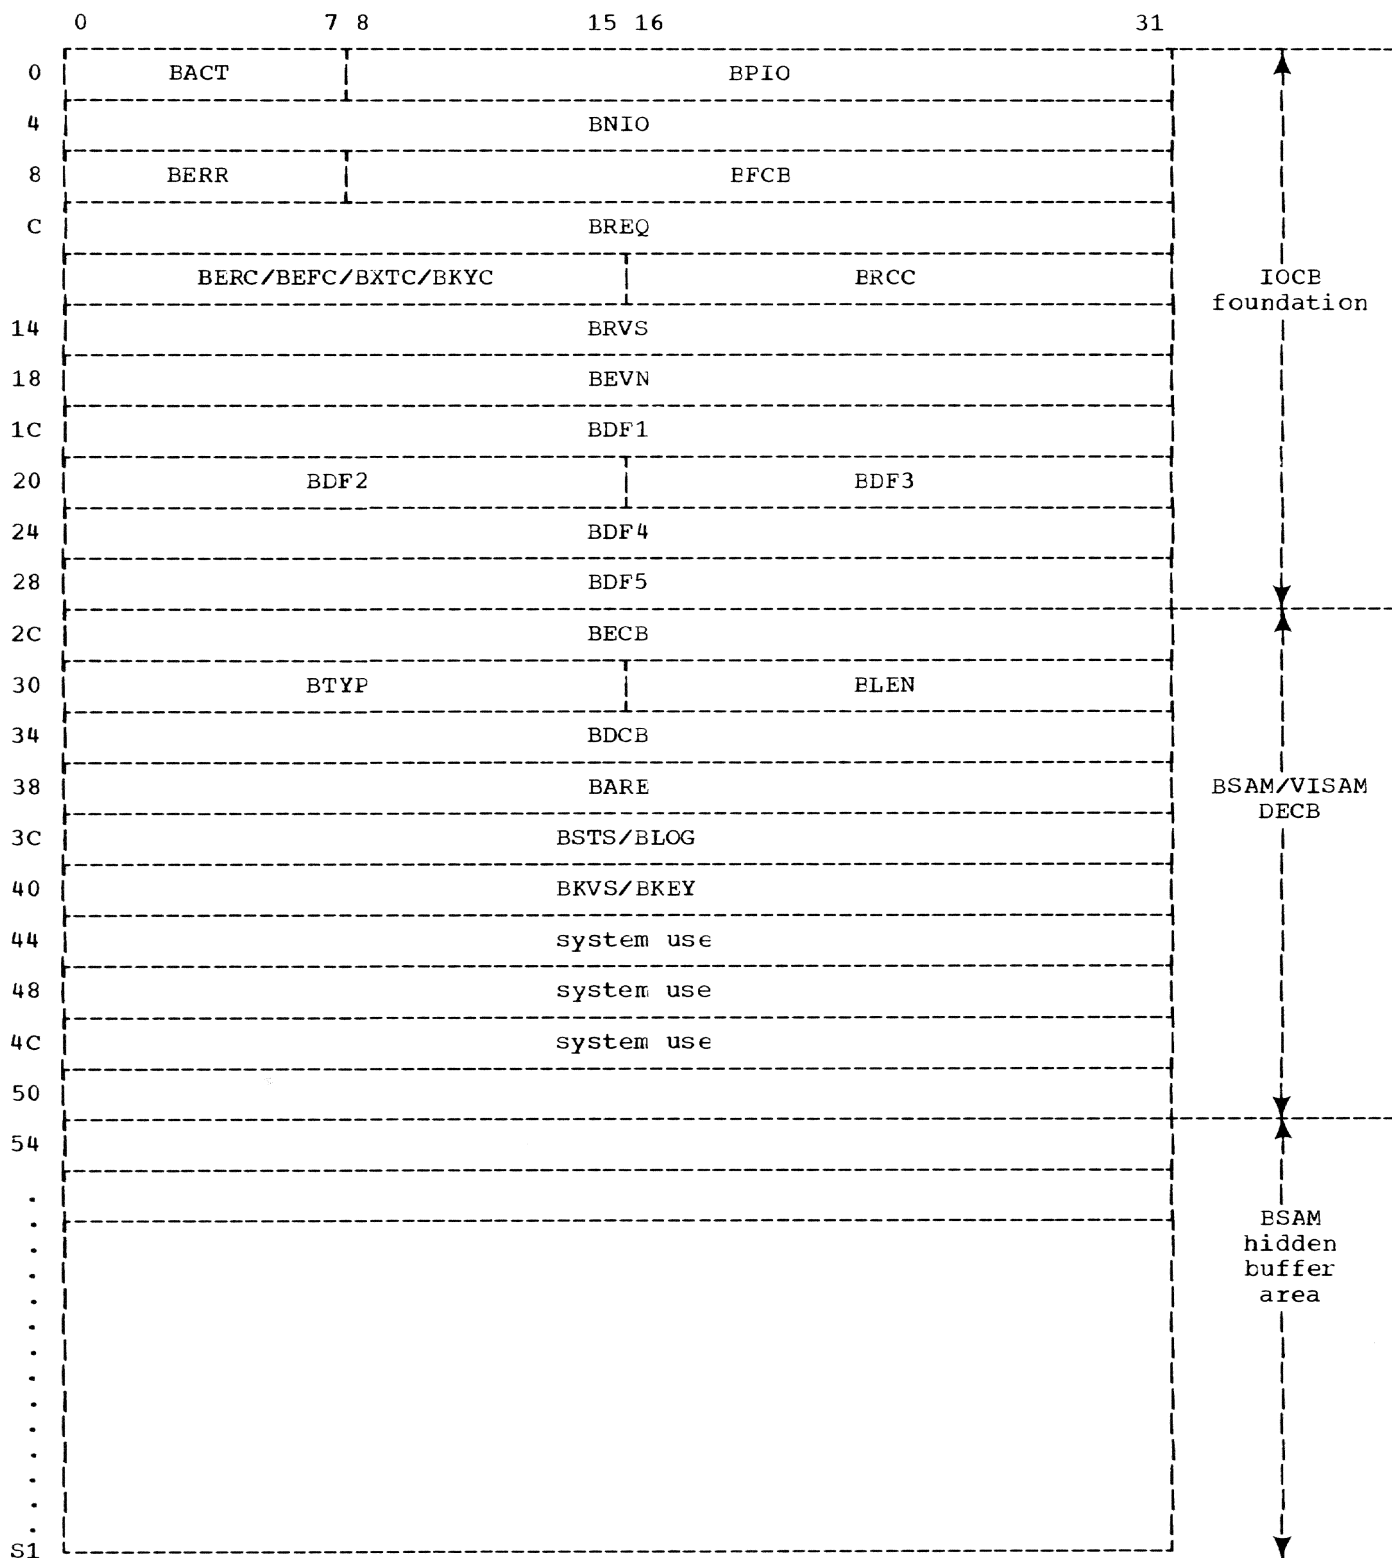 0 7 8 15 16 31
0 BACT BPIO
4 BNIO
8 BERR BFCB
C BREQ
BERC/BEFC/BXTC/BKYC BRCC
IOCB
foundation
14 BRVS
18 BEVN
1C BDF1
20 BDF2 BDF3
24 BDF4
28 BDF5
2C BECB
30 BTYP BLEN
34 BDCB
38 BARE
BSAM/VISAM
DECB
3C BSTS/BLOG
40 BKVS/BKEY
44 system use
48 system use
4C system use
50
54
BSAM
hidden
buffer
area
S1